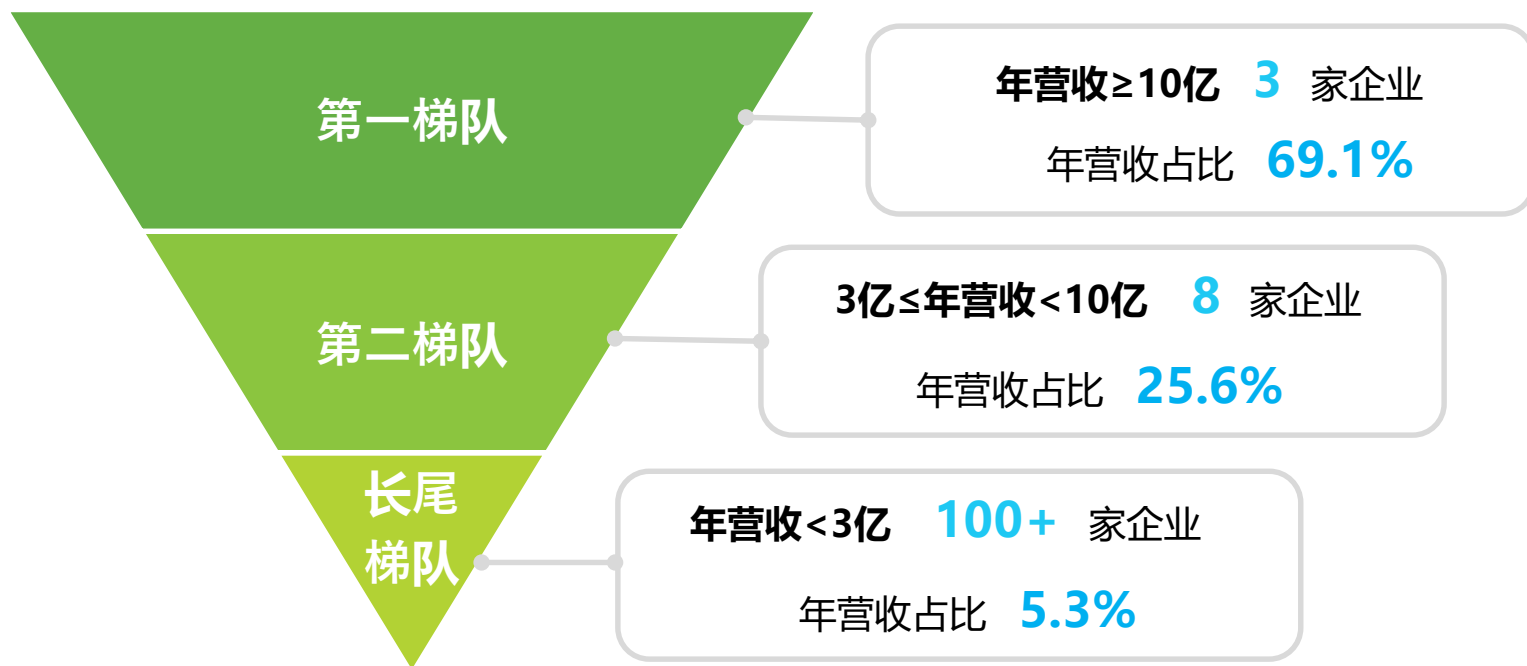 第一梯队
年营收≥10亿 3 家企业
年营收占比 69.1%
第二梯队
3亿≤年营收<10亿 8 家企业
年营收占比 25.6%
长尾
梯队
年营收<3亿 100+ 家企业
年营收占比 5.3%